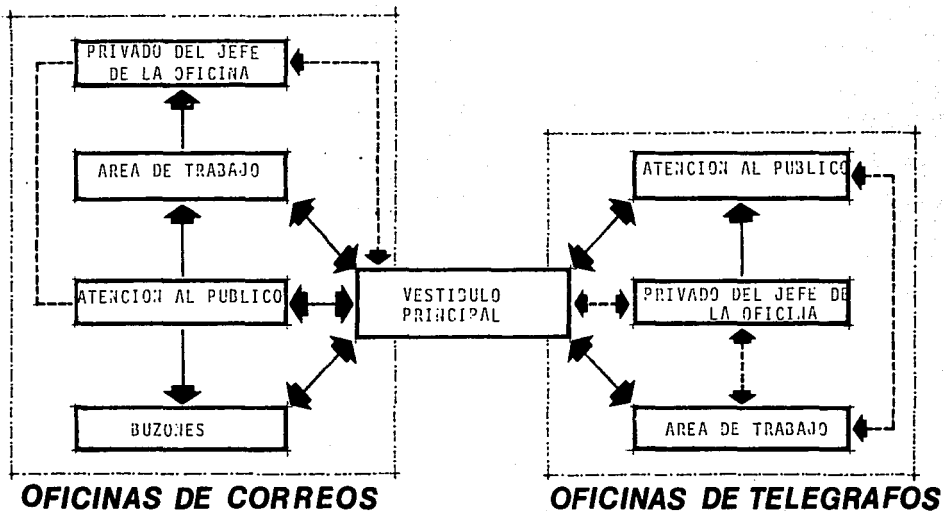 PRIVADO DEL JEFE
DE LA OFICINA
AREA DE TRABAJO
ATENCION AL PUBLICO
BUZONES
VESTIBULO
PRINCIPAL
ATENCION AL PUBLICO
PRIVADO DEL JEFE DE
LA OFICINA
AREA DE TRABAJO
OFICINAS DE CORREOS
OFICINAS DE TELEGRAFOS